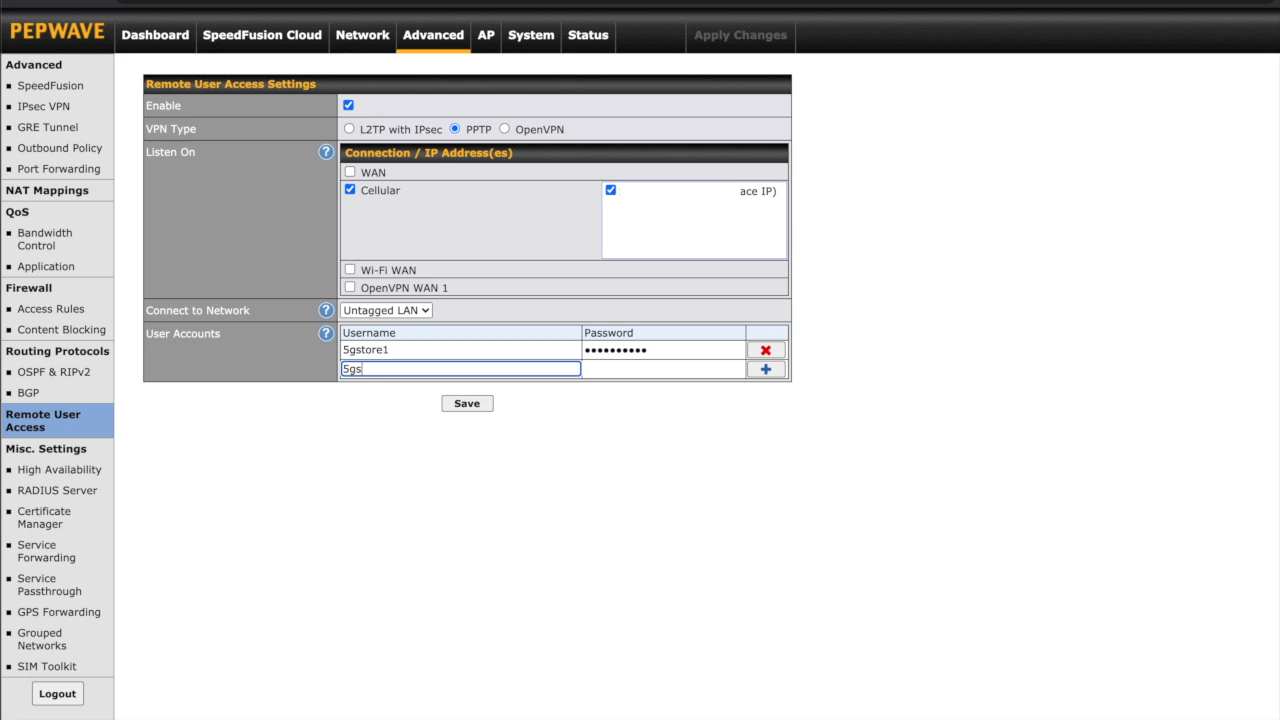 PEPWAVE
Dashboard SpeedFusion Cloud Network Advanced AP System Status Apply Changes
Advanced
SpeedFusion
IPsec VPN
GRE Tunnel
Outbound Policy
Port Forwarding
NAT Mappings
QoS
Bandwidth
Control
Application
Firewall
Access Rules
Content Blocking
Routing Protocols
OSPF & RIPv2
BGP
Remote User
Access
Misc. Settings
High Availability
RADIUS Server
Certificate
Manager
Service
Forwarding
Service
Passthrough
GPS Forwarding
Grouped
Networks
SIM Toolkit
Logout
Remote User Access Settings
Enable
VPN Type L2TP with IPsec PPTP OpenVPN
Listen On ? Connection / IP Address(es)
WAN
Cellular ace IP)
Wi-Fi WAN
OpenVPN WAN 1
Connect to Network ? Untagged LAN
User Accounts ? Username Password
5gstore1 ••••••••••
5gs
Save